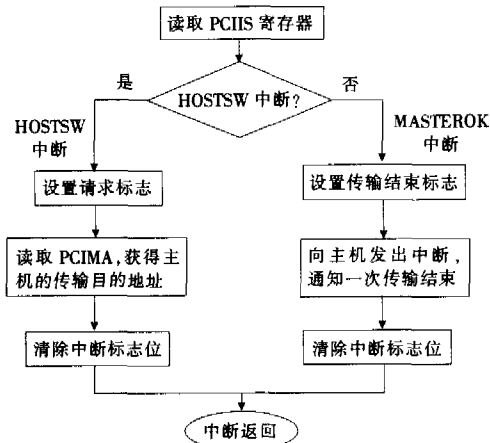 读取 PCIIS 寄存器
是
HOSTSW 中断?
否
HOSTSW
中断
MASTEROK
中断
设置请求标志
设置传输结束标志
读取 PCIMA,获得主
机的传输目的地址
向主机发出中断,
通知一次传输结束
清除中断标志位
清除中断标志位
中断返回